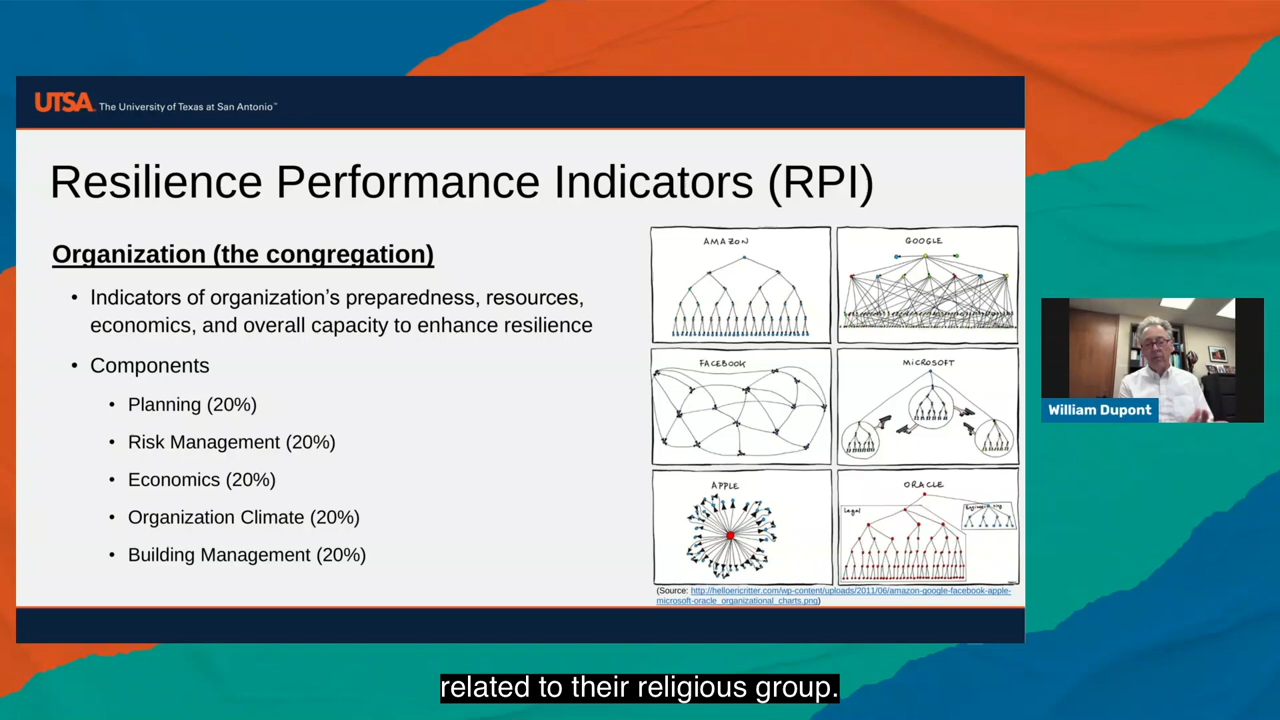 UTSA The University of Texas at San Antonio™
Resilience Performance Indicators (RPI)
Organization (the congregation)
• Indicators of organization's preparedness, resources,
economics, and overall capacity to enhance resilience
• Components
• Planning (20%)
• Risk Management (20%)
• Economics (20%)
• Organization Climate (20%)
• Building Management (20%)
AMAZON
GOOGLE
FACEBOOK
MICROSOFT
APPLE
ORACLE
Legal
Engineering
(Source: http://helloericritter.com/wp-content/uploads/2011/06/amazon-google-facebook-apple-
microsoft-oracle_organizational_charts.png)
William Dupont
related to their religious group.